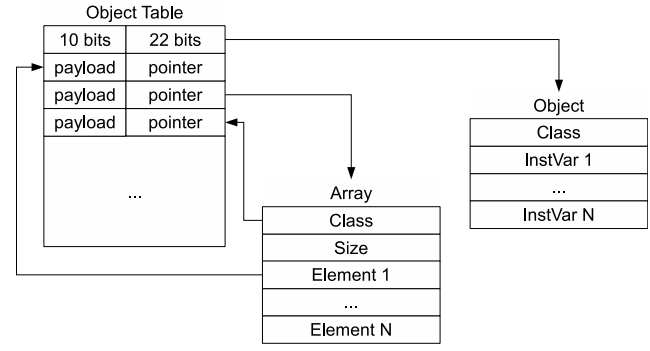 Object Table
10 bits 22 bits
payload pointer
payload pointer
payload pointer
...
Array
Class
Size
Element 1
...
Element N
Object
Class
InstVar 1
...
InstVar N